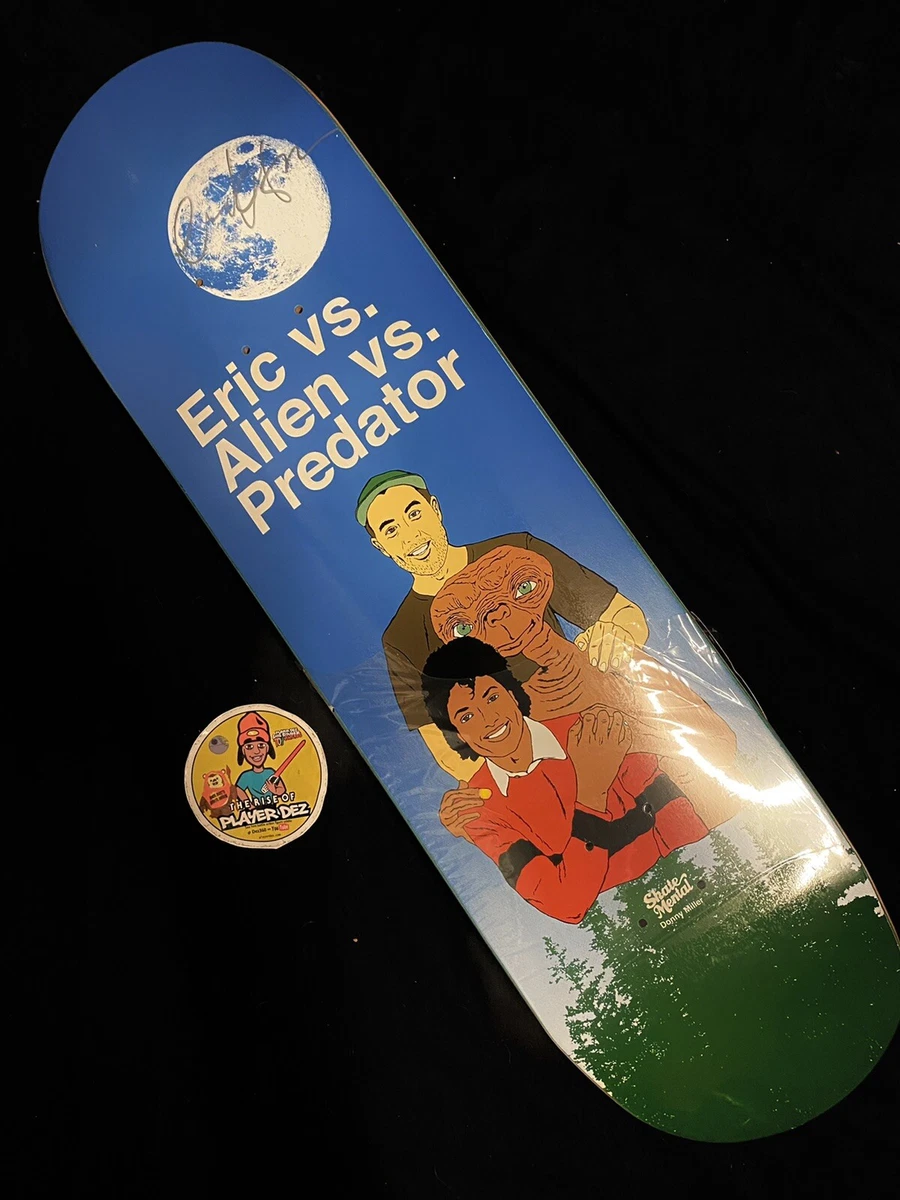 Eric vs.
Alien vs.
Predator
Skate
Mental
Donny Miller
THE RISE OF
PLAYER DEZ